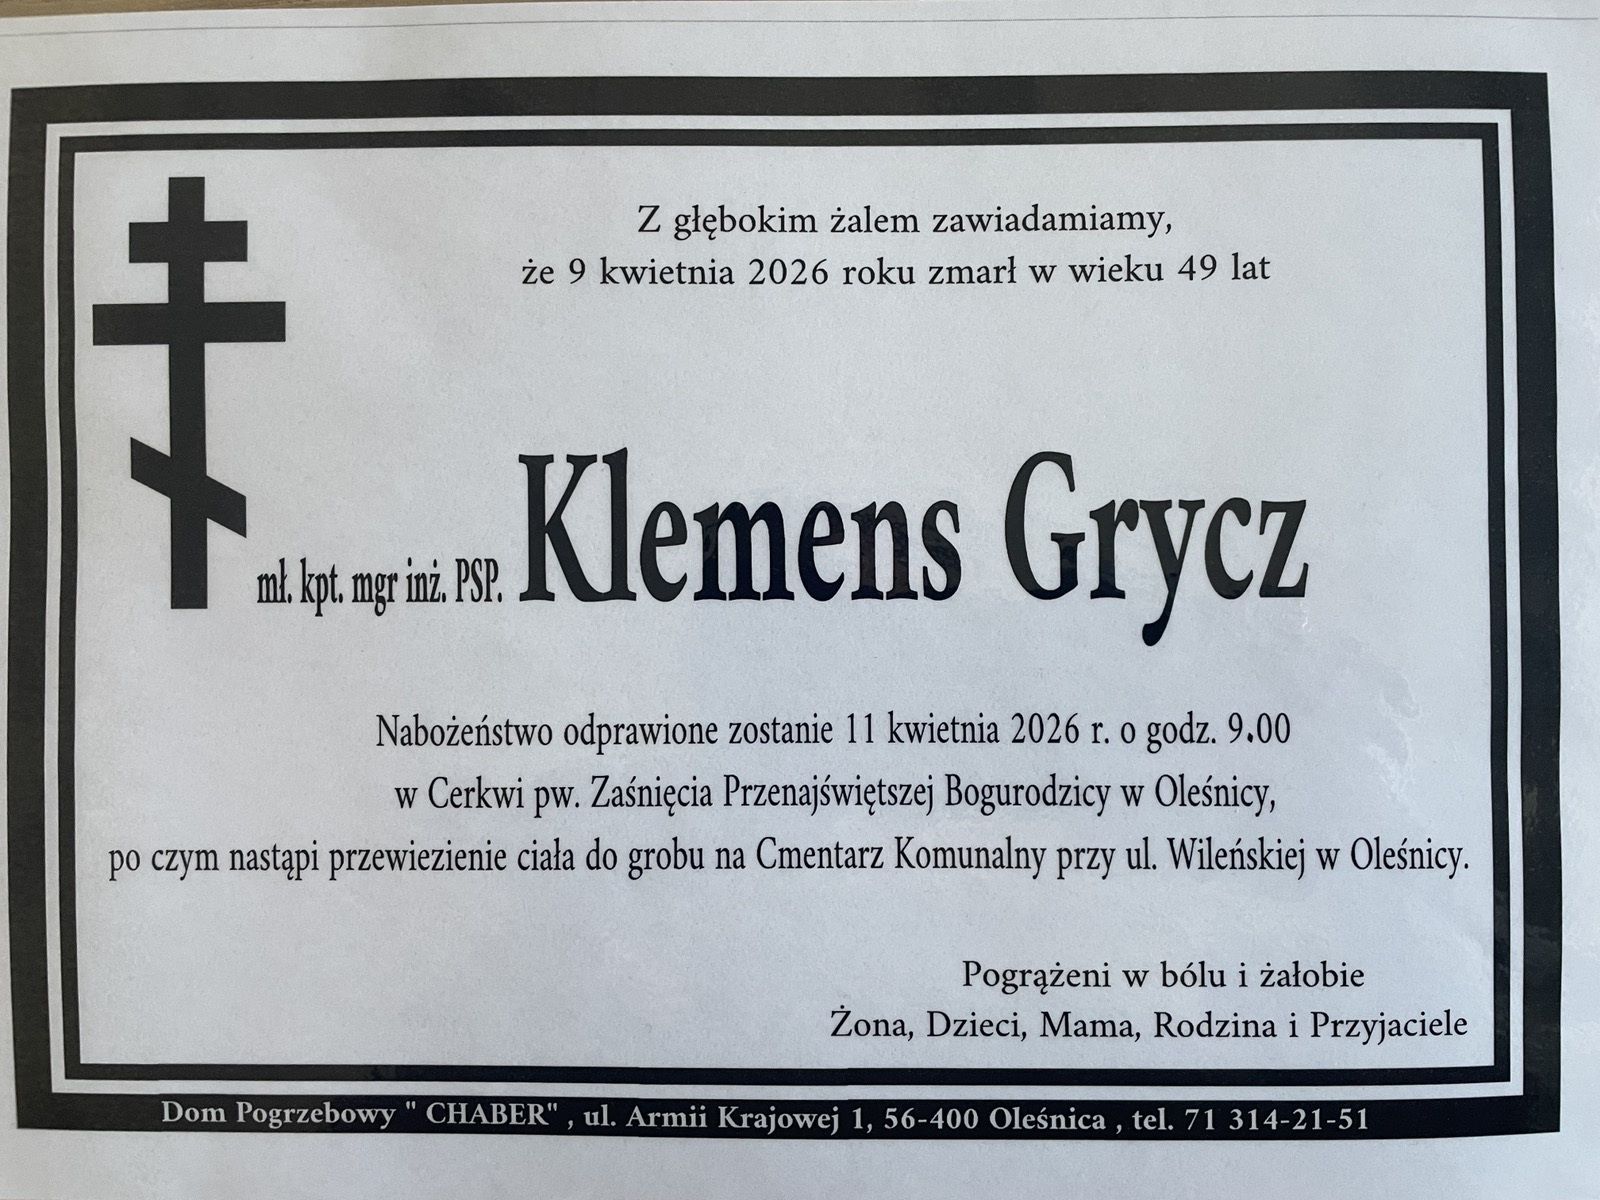 Z głębokim żalem zawiadamiamy,
że 9 kwietnia 2026 roku zmarł w wieku 49 lat
mł. kpt. mgr inż. PSP. Klemens Grycz
Nabożeństwo odprawione zostanie 11 kwietnia 2026 r. o godz. 9.00
w Cerkwi pw. Zaśnięcia Przenajświętszej Bogurodzicy w Oleśnicy,
po czym nastąpi przewiezienie ciała do grobu na Cmentarz Komunalny przy ul. Wileńskiej w Oleśnicy.
Pogrążeni w bólu i żałobie
Żona, Dzieci, Mama, Rodzina i Przyjaciele
Dom Pogrzebowy " CHABER" , ul. Armii Krajowej 1, 56-400 Oleśnica , tel. 71 314-21-51